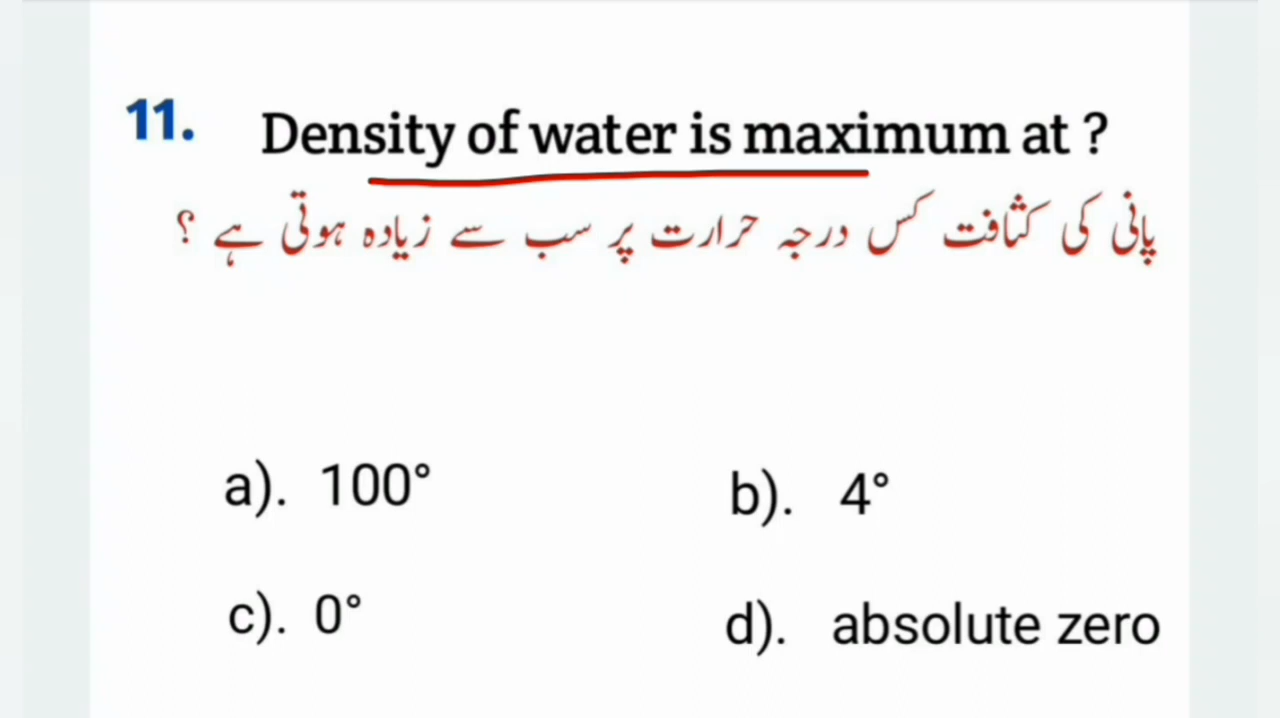 11. Density of water is maximum at ?
پانی کی کثافت کس درجہ حرارت پر سب سے زیادہ ہوتی ہے ؟
a). 100° b). 4°
c). 0° d). absolute zero